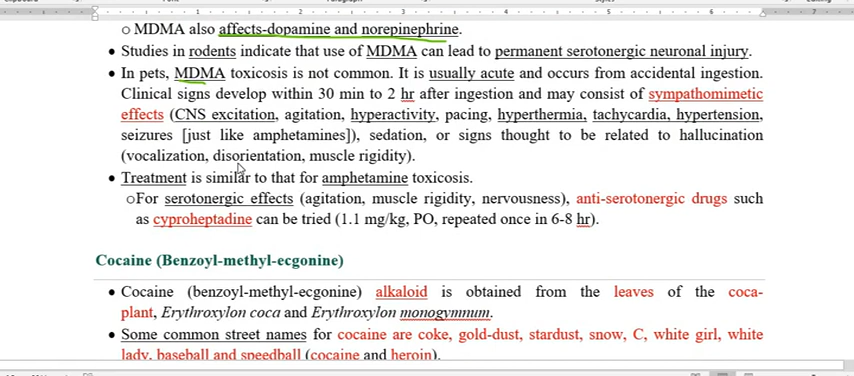 ○ MDMA also affects-dopamine and norepinephrine.
• Studies in rodents indicate that use of MDMA can lead to permanent serotonergic neuronal injury.
• In pets, MDMA toxicosis is not common. It is usually acute and occurs from accidental ingestion.
Clinical signs develop within 30 min to 2 hr after ingestion and may consist of sympathomimetic
effects (CNS excitation, agitation, hyperactivity, pacing, hyperthermia, tachycardia, hypertension,
seizures [just like amphetamines]), sedation, or signs thought to be related to hallucination
(vocalization, disorientation, muscle rigidity).
• Treatment is similar to that for amphetamine toxicosis.
○For serotonergic effects (agitation, muscle rigidity, nervousness), anti-serotonergic drugs such
as cyproheptadine can be tried (1.1 mg/kg, PO, repeated once in 6-8 hr).
Cocaine (Benzoyl-methyl-ecgonine)
• Cocaine (benzoyl-methyl-ecgonine) alkaloid is obtained from the leaves of the coca-
plant, Erythroxylon coca and Erythroxylon monogymnum.
• Some common street names for cocaine are coke, gold-dust, stardust, snow, C, white girl, white
lady, baseball and speedball (cocaine and heroin).